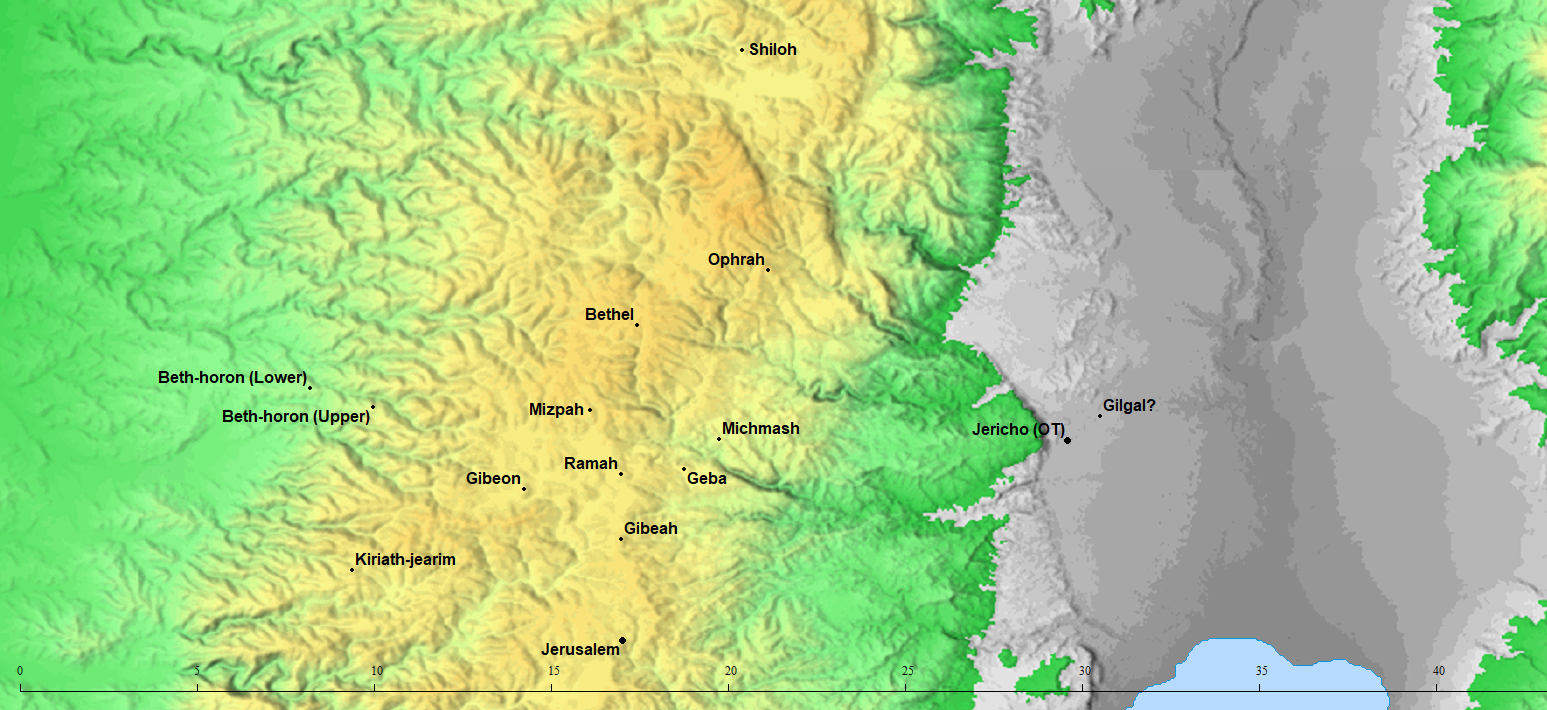 Shiloh
Ophrah
Bethel
Beth-horon (Lower)
Beth-horon (Upper)
Mizpah
Gilgal?
Michmash
Jericho (OT)
Ramah
Gibeon
Geba
Gibeah
Kiriath-jearim
Jerusalem
0 5 10 15 20 25 30 35 40